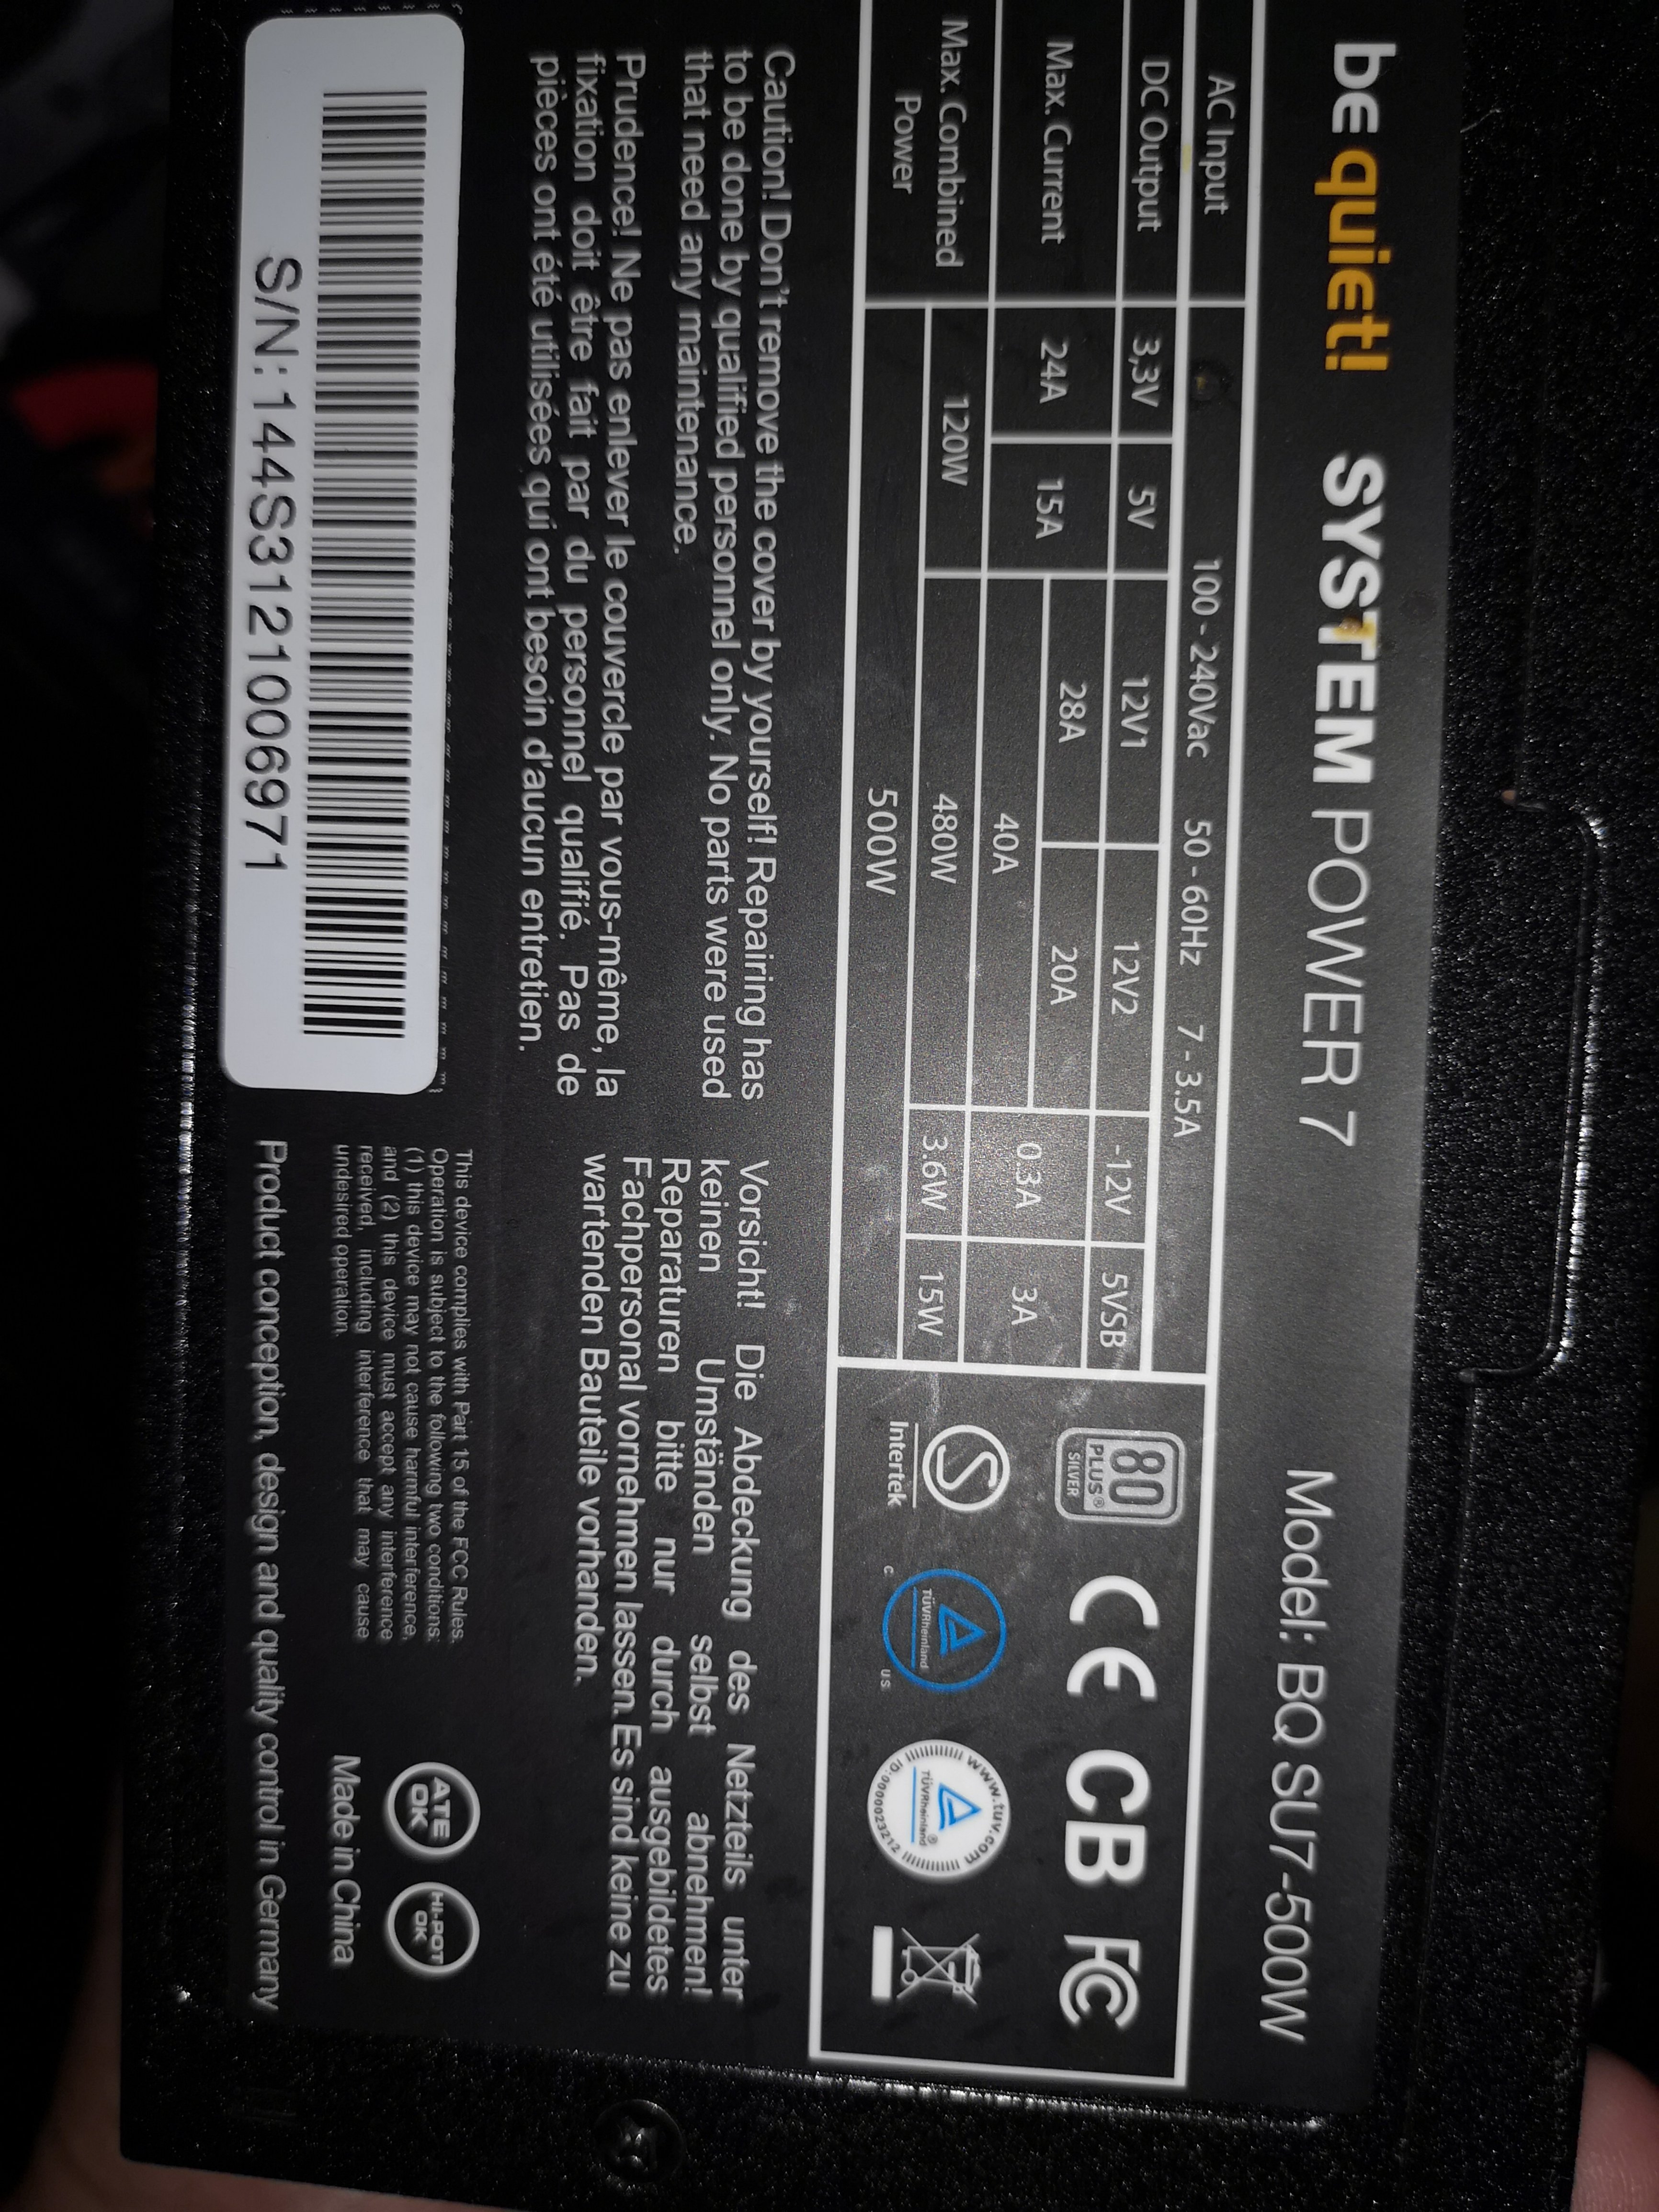 be quiet! SYSTEM POWER 7 Model: BQ SU7-500W
AC Input 100 - 240Vac 50 - 60Hz 7 - 3.5A
DC Output 3,3V 5V 12V1 12V2 -12V 5VSB
Max. Current 24A 15A 28A 20A 0.3A 3A
40A
Max. Combined Power 120W 480W 3.6W 15W
500W
80 PLUS® SILVER
CE CB FC
S Intertek
C TÜVRheinland US
www.tuv.com
TÜVRheinland®
ID:0000023212
Caution! Don't remove the cover by yourself! Repairing has
to be done by qualified personnel only. No parts were used
that need any maintenance.
Prudence! Ne pas enlever le couvercle par vous-même, la
fixation doit être fait par du personnel qualifié. Pas de
pièces ont été utilisées qui ont besoin d'aucun entretien.
Vorsicht! Die Abdeckung des Netzteils unter
keinen Umständen selbst abnehmen!
Reparaturen bitte nur durch ausgebildetes
Fachpersonal vornehmen lassen.Es sind keine zu
wartenden Bauteile vorhanden.
S/N: 144S3121006971
This device complies with Part 15 of the FCC Rules.
Operation is subject to the following two conditions:
(1) this device may not cause harmful interference,
and (2) this device must accept any interference
received, including interference that may cause
undesired operation.
ATE OK
HI-POT OK
Made in China
Product conception, design and quality control in Germany